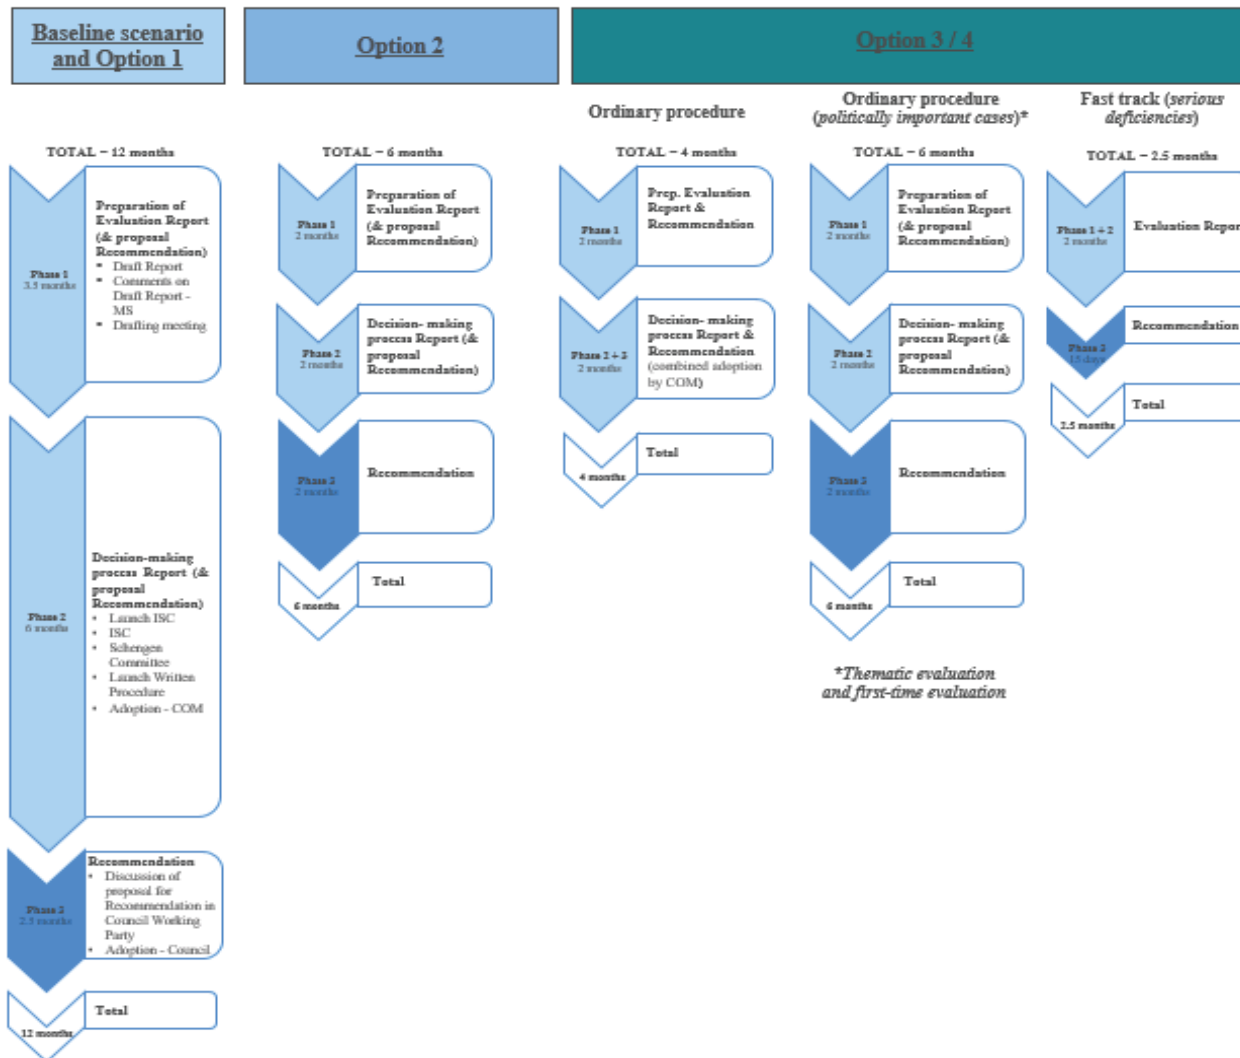 Baseline scenario
and Option 1
TOTAL – 12 months
Phase 1
3.5 months
Preparation of
Evaluation Report
(& proposal
Recommendation)
• Draft Report
• Comments on
Draft Report -
MS
• Drafting meeting
Phase 2
6 months
Decision-making
process Report (&
proposal
Recommendation)
• Launch ISC
• ISC
• Schengen
Committee
• Launch Written
Procedure
• Adoption - COM
Phase 3
2.5 months
Recommendation
• Discussion of
proposal for
Recommendation in
Council Working
Party
• Adoption - Council
12 months
Total
Option 2
TOTAL – 6 months
Phase 1
2 months
Preparation of
Evaluation Report
(& proposal
Recommendation)
Phase 2
2 months
Decision- making
process Report (&
proposal
Recommendation)
Phase 3
2 months
Recommendation
6 months
Total
Option 3 / 4
Ordinary procedure
TOTAL – 4 months
Phase 1
2 months
Prep. Evaluation
Report &
Recommendation
Phase 2 + 3
2 months
Decision- making
process Report &
Recommendation
(combined adoption
by COM)
4 months
Total
Ordinary procedure
(politically important cases)*
TOTAL – 6 months
Phase 1
2 months
Preparation of
Evaluation Report
(& proposal
Recommendation)
Phase 2
2 months
Decision- making
process Report (&
proposal
Recommendation)
Phase 3
2 months
Recommendation
6 months
Total
*Thematic evaluation
and first-time evaluation
Fast track (serious
deficiencies)
TOTAL – 2.5 months
Phase 1 + 2
2 months
Evaluation Report
Phase 3
15 days
Recommendation
2.5 months
Total